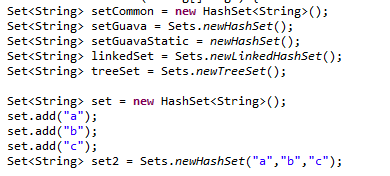 Set<String> setCommon = new HashSet<String>();
Set<String> setGuava = Sets.newHashSet();
Set<String> setGuavaStatic = newHashSet();
Set<String> linkedSet = Sets.newLinkedHashSet();
Set<String> treeSet = Sets.newTreeSet();
Set<String> set = new HashSet<String>();
set.add("a");
set.add("b");
set.add("c");
Set<String> set2 = Sets.newHashSet("a","b","c");